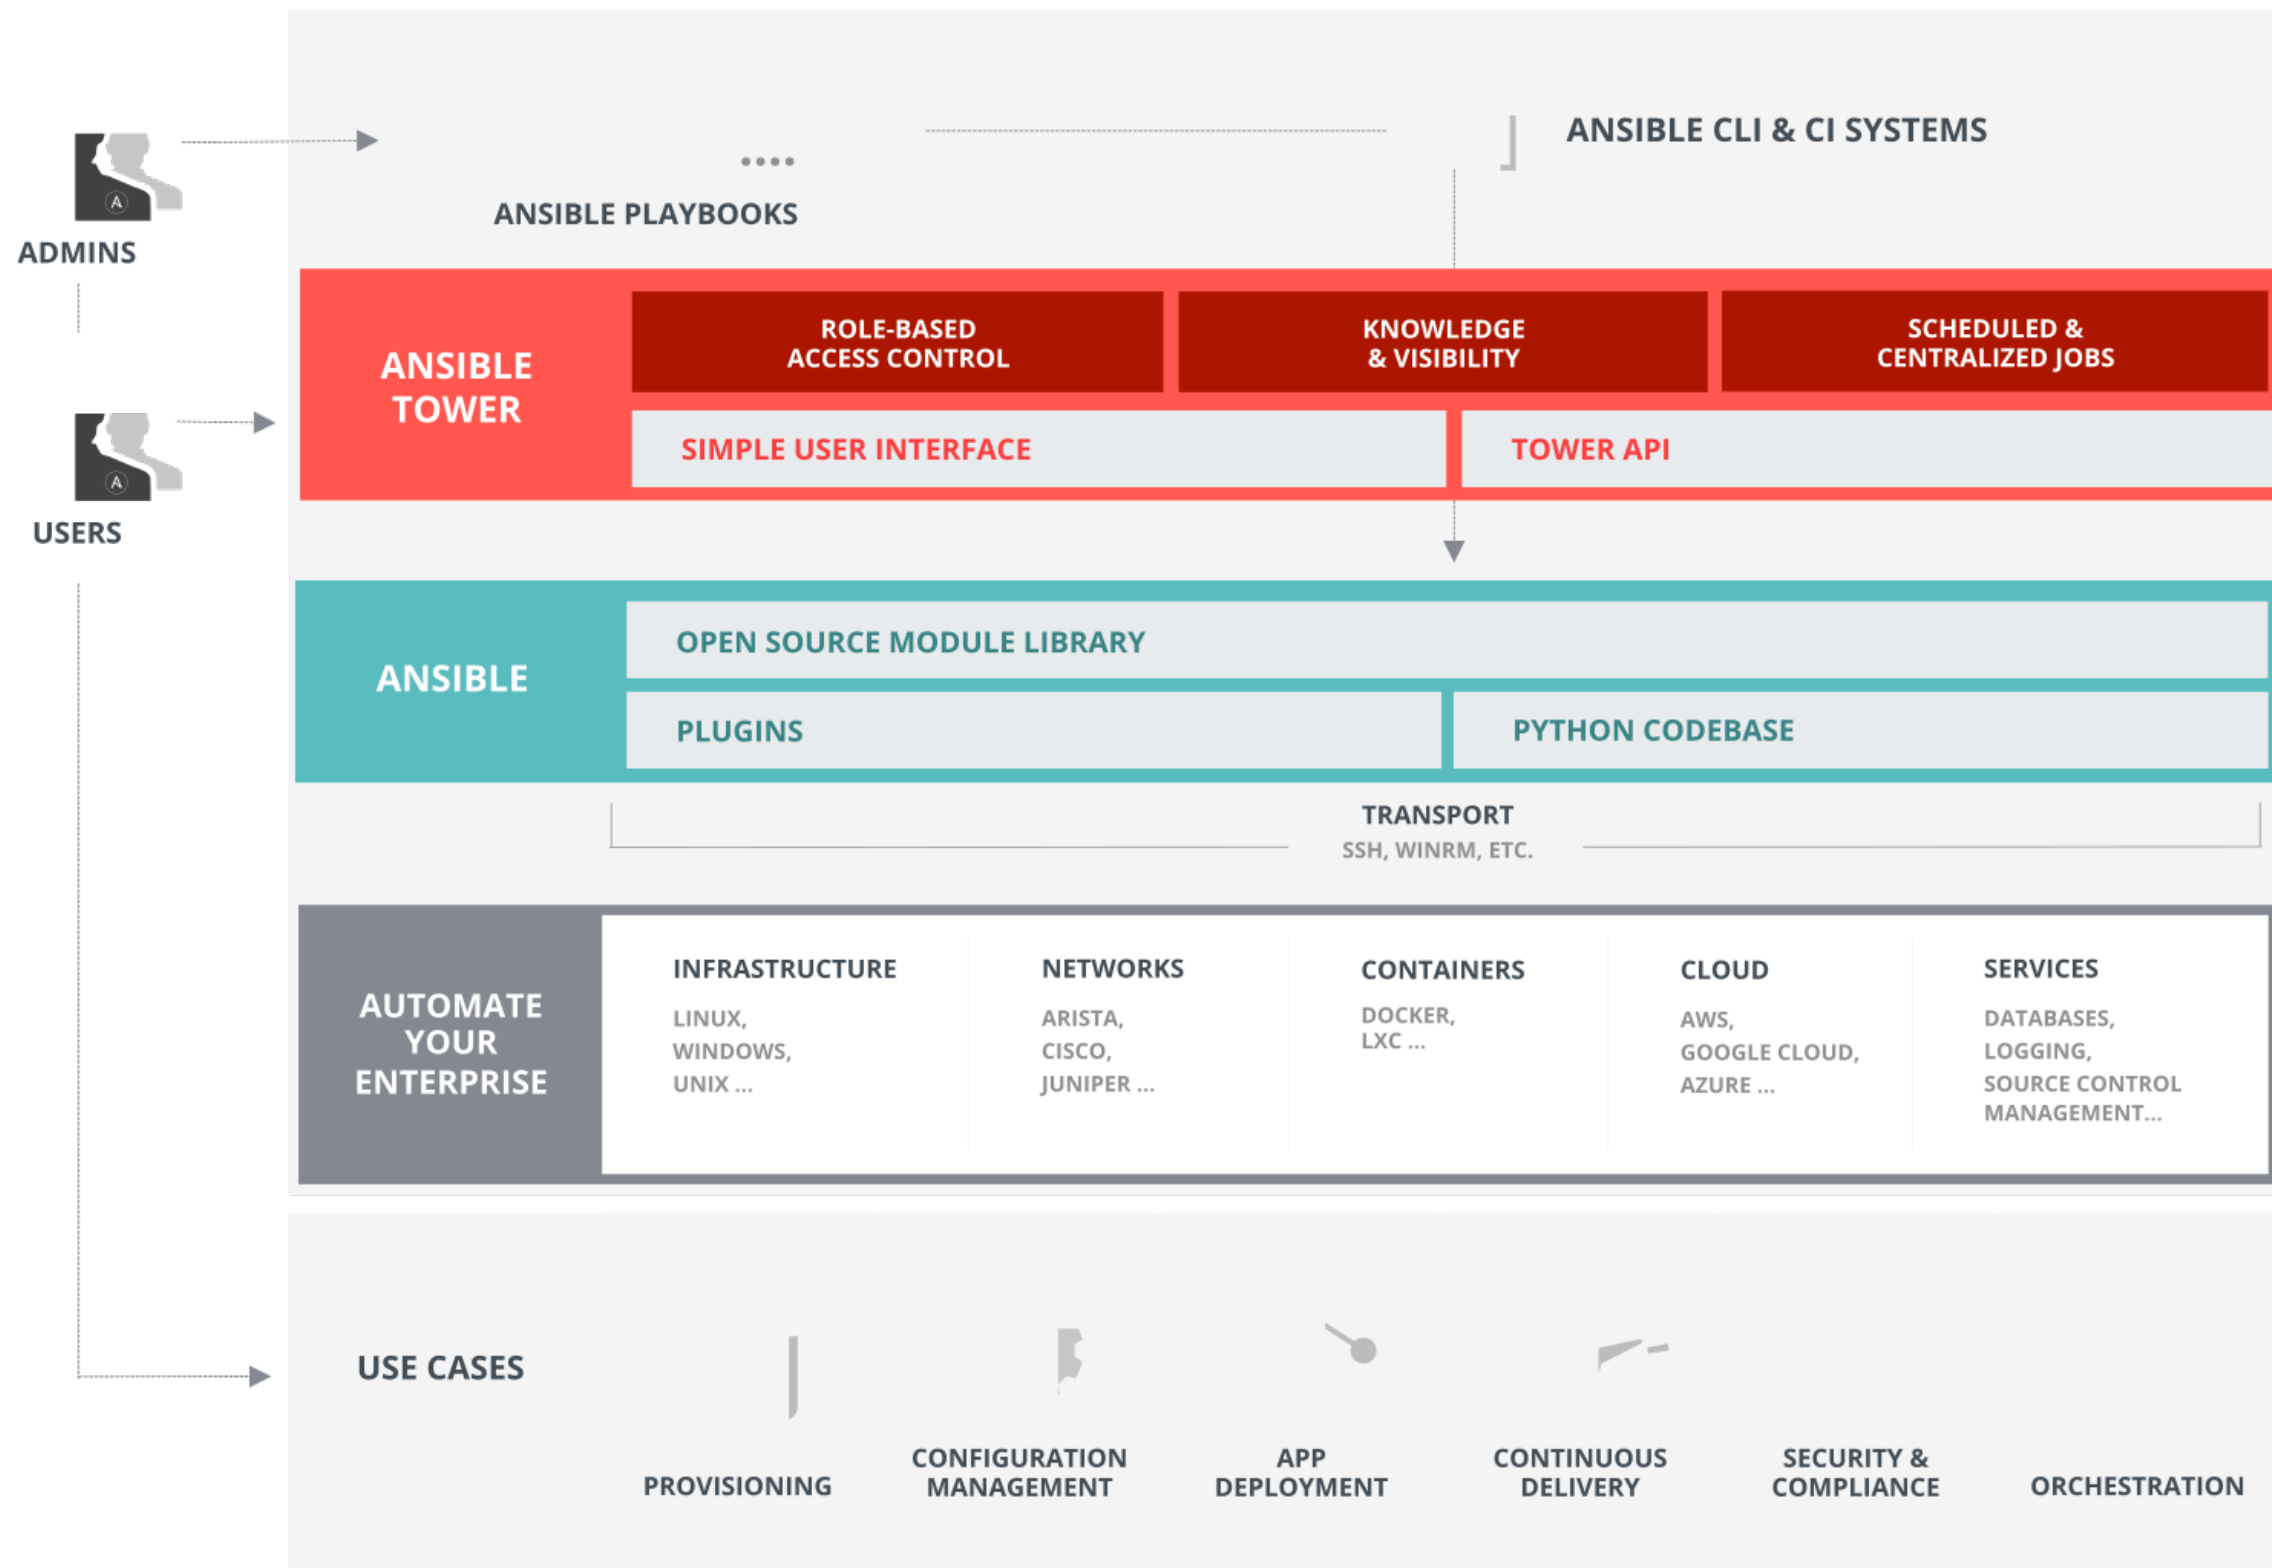 ANSIBLE CLI & CI SYSTEMS
ANSIBLE PLAYBOOKS
ADMINS
A
USERS
A
ANSIBLE
TOWER
ROLE-BASED
ACCESS CONTROL
KNOWLEDGE
& VISIBILITY
SCHEDULED &
CENTRALIZED JOBS
SIMPLE USER INTERFACE
TOWER API
ANSIBLE
OPEN SOURCE MODULE LIBRARY
PLUGINS
PYTHON CODEBASE
TRANSPORT
SSH, WINRM, ETC.
AUTOMATE
YOUR
ENTERPRISE
INFRASTRUCTURE
LINUX,
WINDOWS,
UNIX ...
NETWORKS
ARISTA,
CISCO,
JUNIPER ...
CONTAINERS
DOCKER,
LXC ...
CLOUD
AWS,
GOOGLE CLOUD,
AZURE ...
SERVICES
DATABASES,
LOGGING,
SOURCE CONTROL
MANAGEMENT...
USE CASES
PROVISIONING
CONFIGURATION
MANAGEMENT
APP
DEPLOYMENT
CONTINUOUS
DELIVERY
SECURITY &
COMPLIANCE
ORCHESTRATION